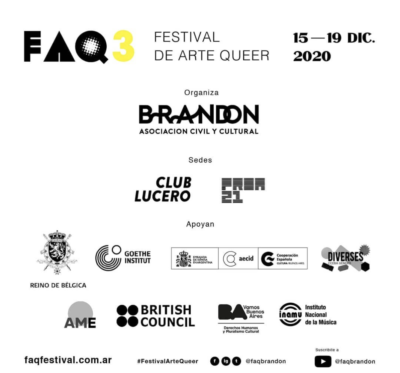 FAQ3
FESTIVAL
DE ARTE QUEER
15—19 DIC.
2020
Organiza
BRANDON
ASOCIACION CIVIL Y CULTURAL
Sedes
CLUB
LUCERO
PRDA
21
Apoyan
REINO DE BÉLGICA
GOETHE
INSTITUT
aecid
Cooperación
Española
DIVERSES
AME
BRITISH
COUNCIL
BA
Vamos
Buenos
Aires
Derechos Humanos
y Pluralismo Cultural
inamu
Instituto
Nacional
de la Música
faqfestival.com.ar
#FestivalArteQueer
@faqbrandon
Suscribite a
@faqbrandon